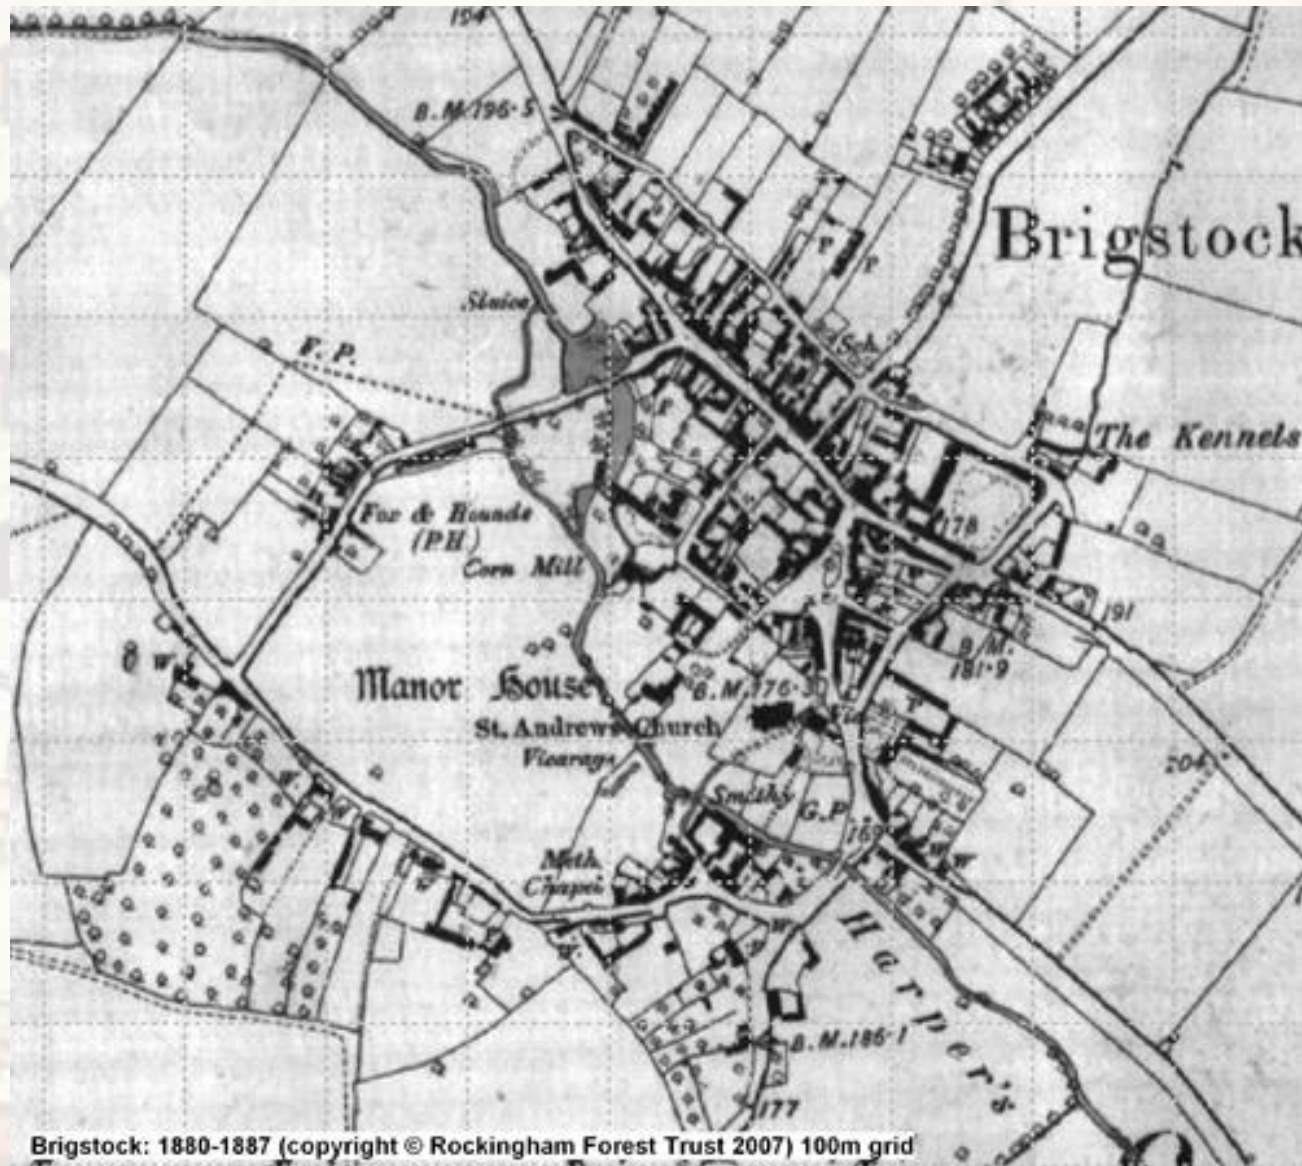 194
B.M.196·5
Brigstock
Sluice
Sch.
F.P.
The Kennels
Fox & Hounds
(P.H.)
178
Corn Mill
191
B.M.
181·9
Manor House
B.M.176·3
St. Andrew's Church
Vicarage
204
Smithy
G.P.
169
W
W
Meth.
Chapel
Harper's
B.M.186·1
177
Brigstock: 1880-1887 (copyright © Rockingham Forest Trust 2007) 100m grid